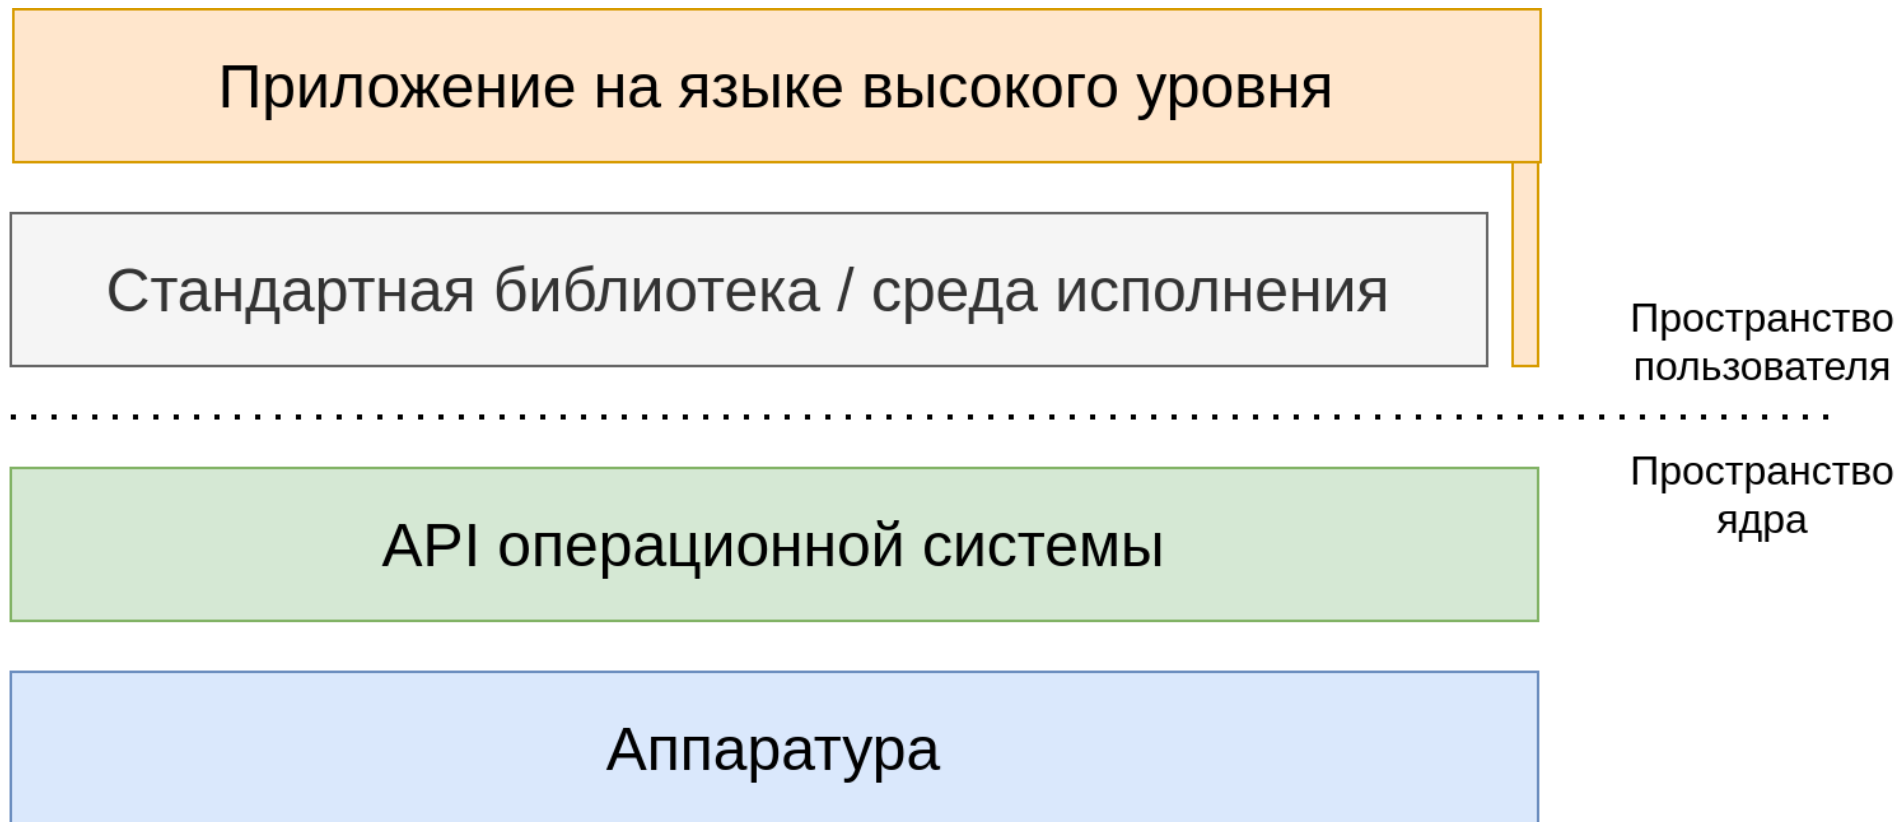 Приложение на языке высокого уровня
Стандартная библиотека / среда исполнения
Пространство
пользователя
Пространство
ядра
API операционной системы
Аппаратура